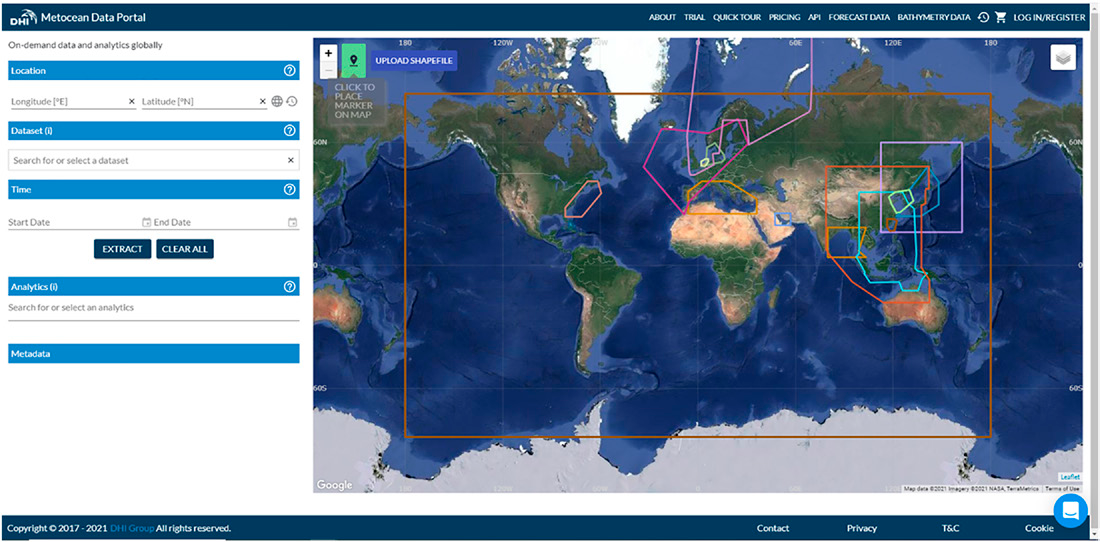 DHI Metocean Data Portal
ABOUT TRIAL QUICK TOUR PRICING API FORECAST DATA BATHYMETRY DATA LOG IN/REGISTER
On-demand data and analytics globally
Location
Longitude [°E] × Latitude [°N] ×
Dataset (i)
Search for or select a dataset ×
Time
Start Date End Date
EXTRACT CLEAR ALL
Analytics (i)
Search for or select an analytics
Metadata
+
−
UPLOAD SHAPEFILE
CLICK TO
PLACE
MARKER
ON MAP
180 120W 60W 0 60E 120E 180
60N 60N
0 0
60S 60S
Google
Leaflet
Map data ©2021 Imagery ©2021 NASA, TerraMetrics Terms of Use
Copyright © 2017 - 2021 DHI Group All rights reserved.
Contact Privacy T&C Cookie